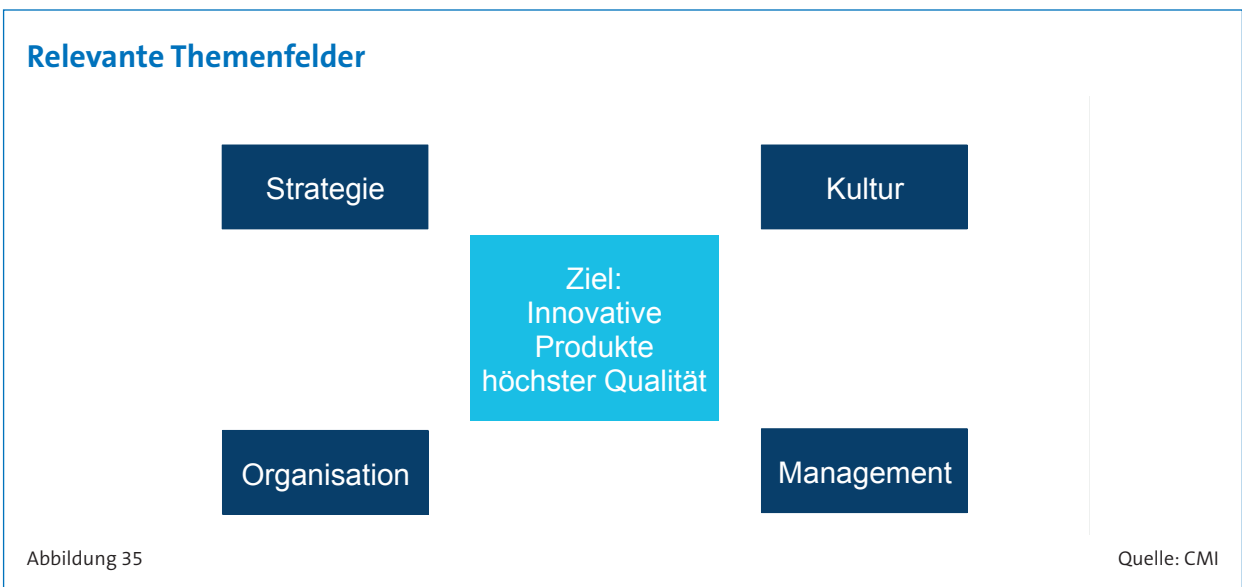 Relevante Themenfelder
Strategie
Kultur
Ziel:
Innovative
Produkte
höchster Qualität
Organisation
Management
Abbildung 35
Quelle: CMI